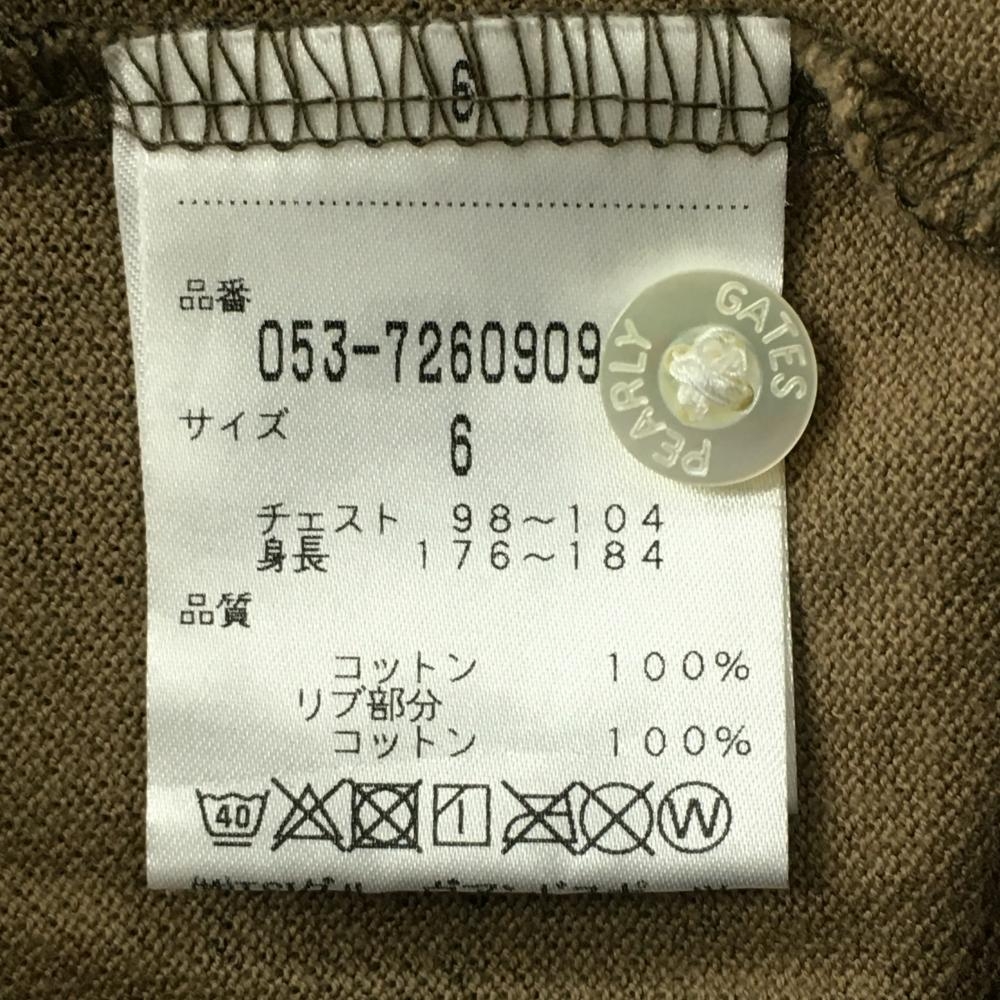 6
品番
053-7260909
サイズ
6
チェスト 98～104
身長 176～184
品質
コットン 100%
リブ部分
コットン 100%
40
W
PEARLY GATES